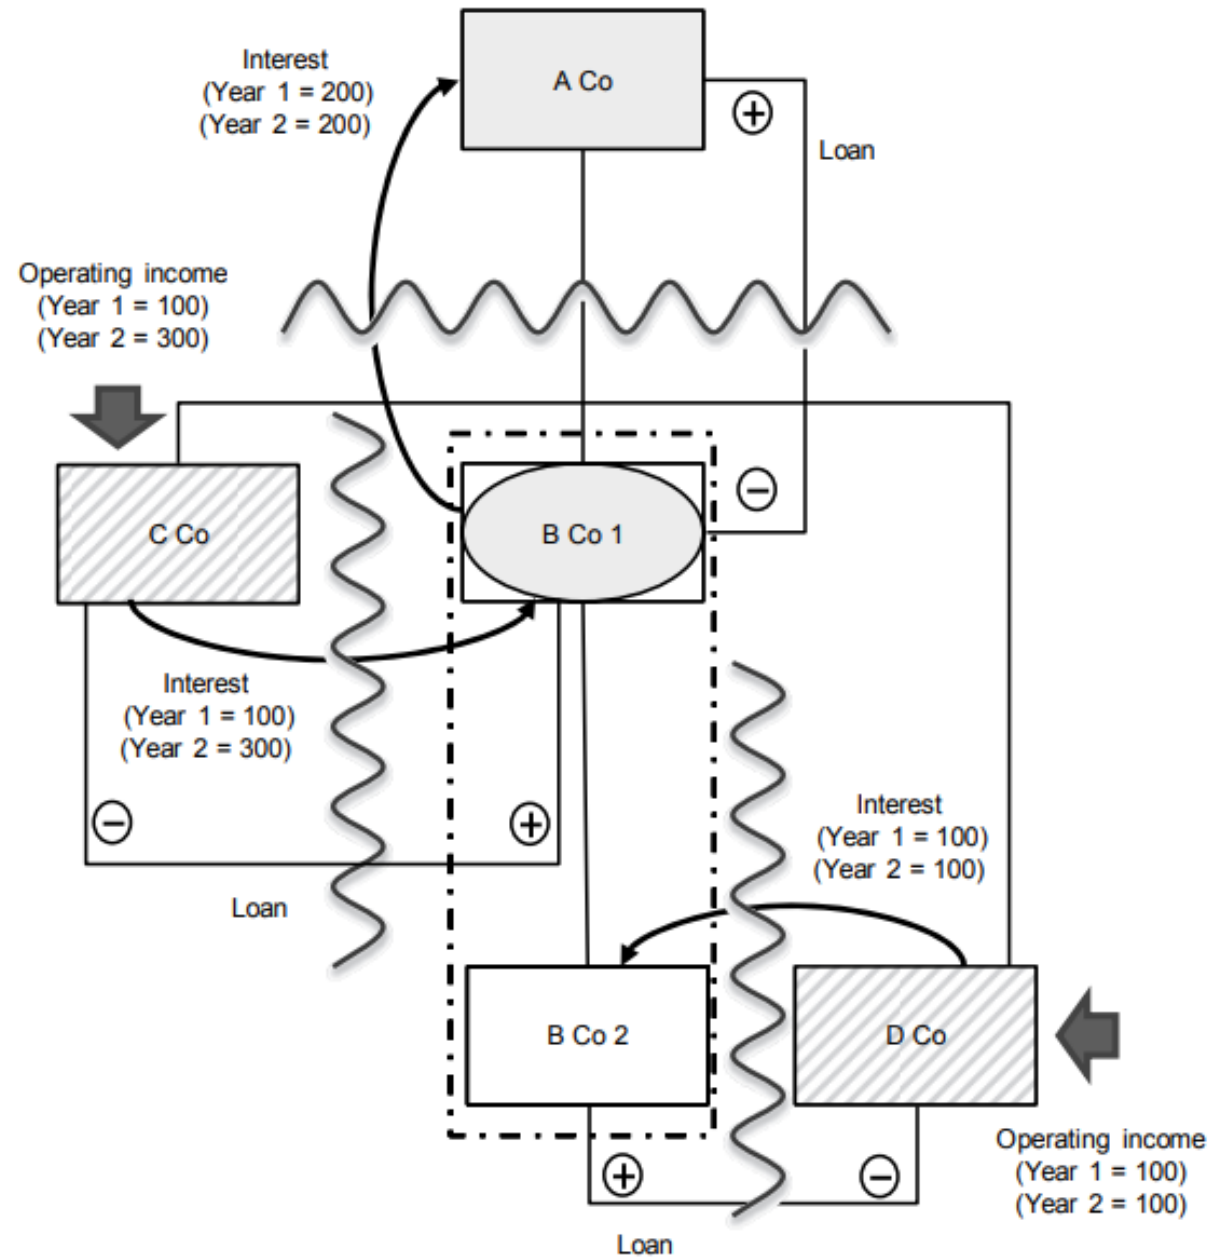 Interest
(Year 1 = 200)
(Year 2 = 200)
A Co
+
Loan
Operating income
(Year 1 = 100)
(Year 2 = 300)
C Co
B Co 1
−
Interest
(Year 1 = 100)
(Year 2 = 300)
−
+
Loan
Interest
(Year 1 = 100)
(Year 2 = 100)
B Co 2
D Co
+
−
Operating income
(Year 1 = 100)
(Year 2 = 100)
Loan